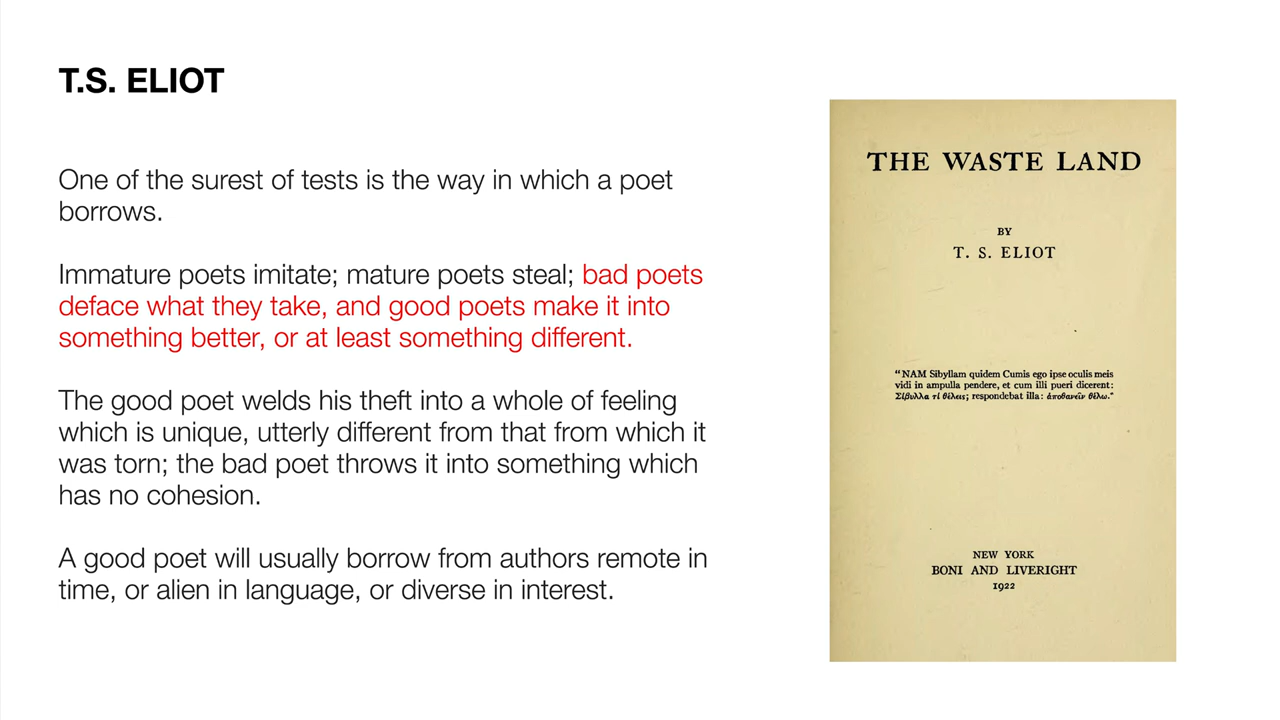 T.S. ELIOT
One of the surest of tests is the way in which a poet
borrows.
Immature poets imitate; mature poets steal; bad poets
deface what they take, and good poets make it into
something better, or at least something different.
The good poet welds his theft into a whole of feeling
which is unique, utterly different from that from which it
was torn; the bad poet throws it into something which
has no cohesion.
A good poet will usually borrow from authors remote in
time, or alien in language, or diverse in interest.
THE WASTE LAND
BY
T. S. ELIOT
"NAM Sibyllam quidem Cumis ego ipse oculis meis
vidi in ampulla pendere, et cum illi pueri dicerent:
Σίβυλλα τί θέλεις; respondebat illa: ἀποθανεῖν θέλω."
NEW YORK
BONI AND LIVERIGHT
1922